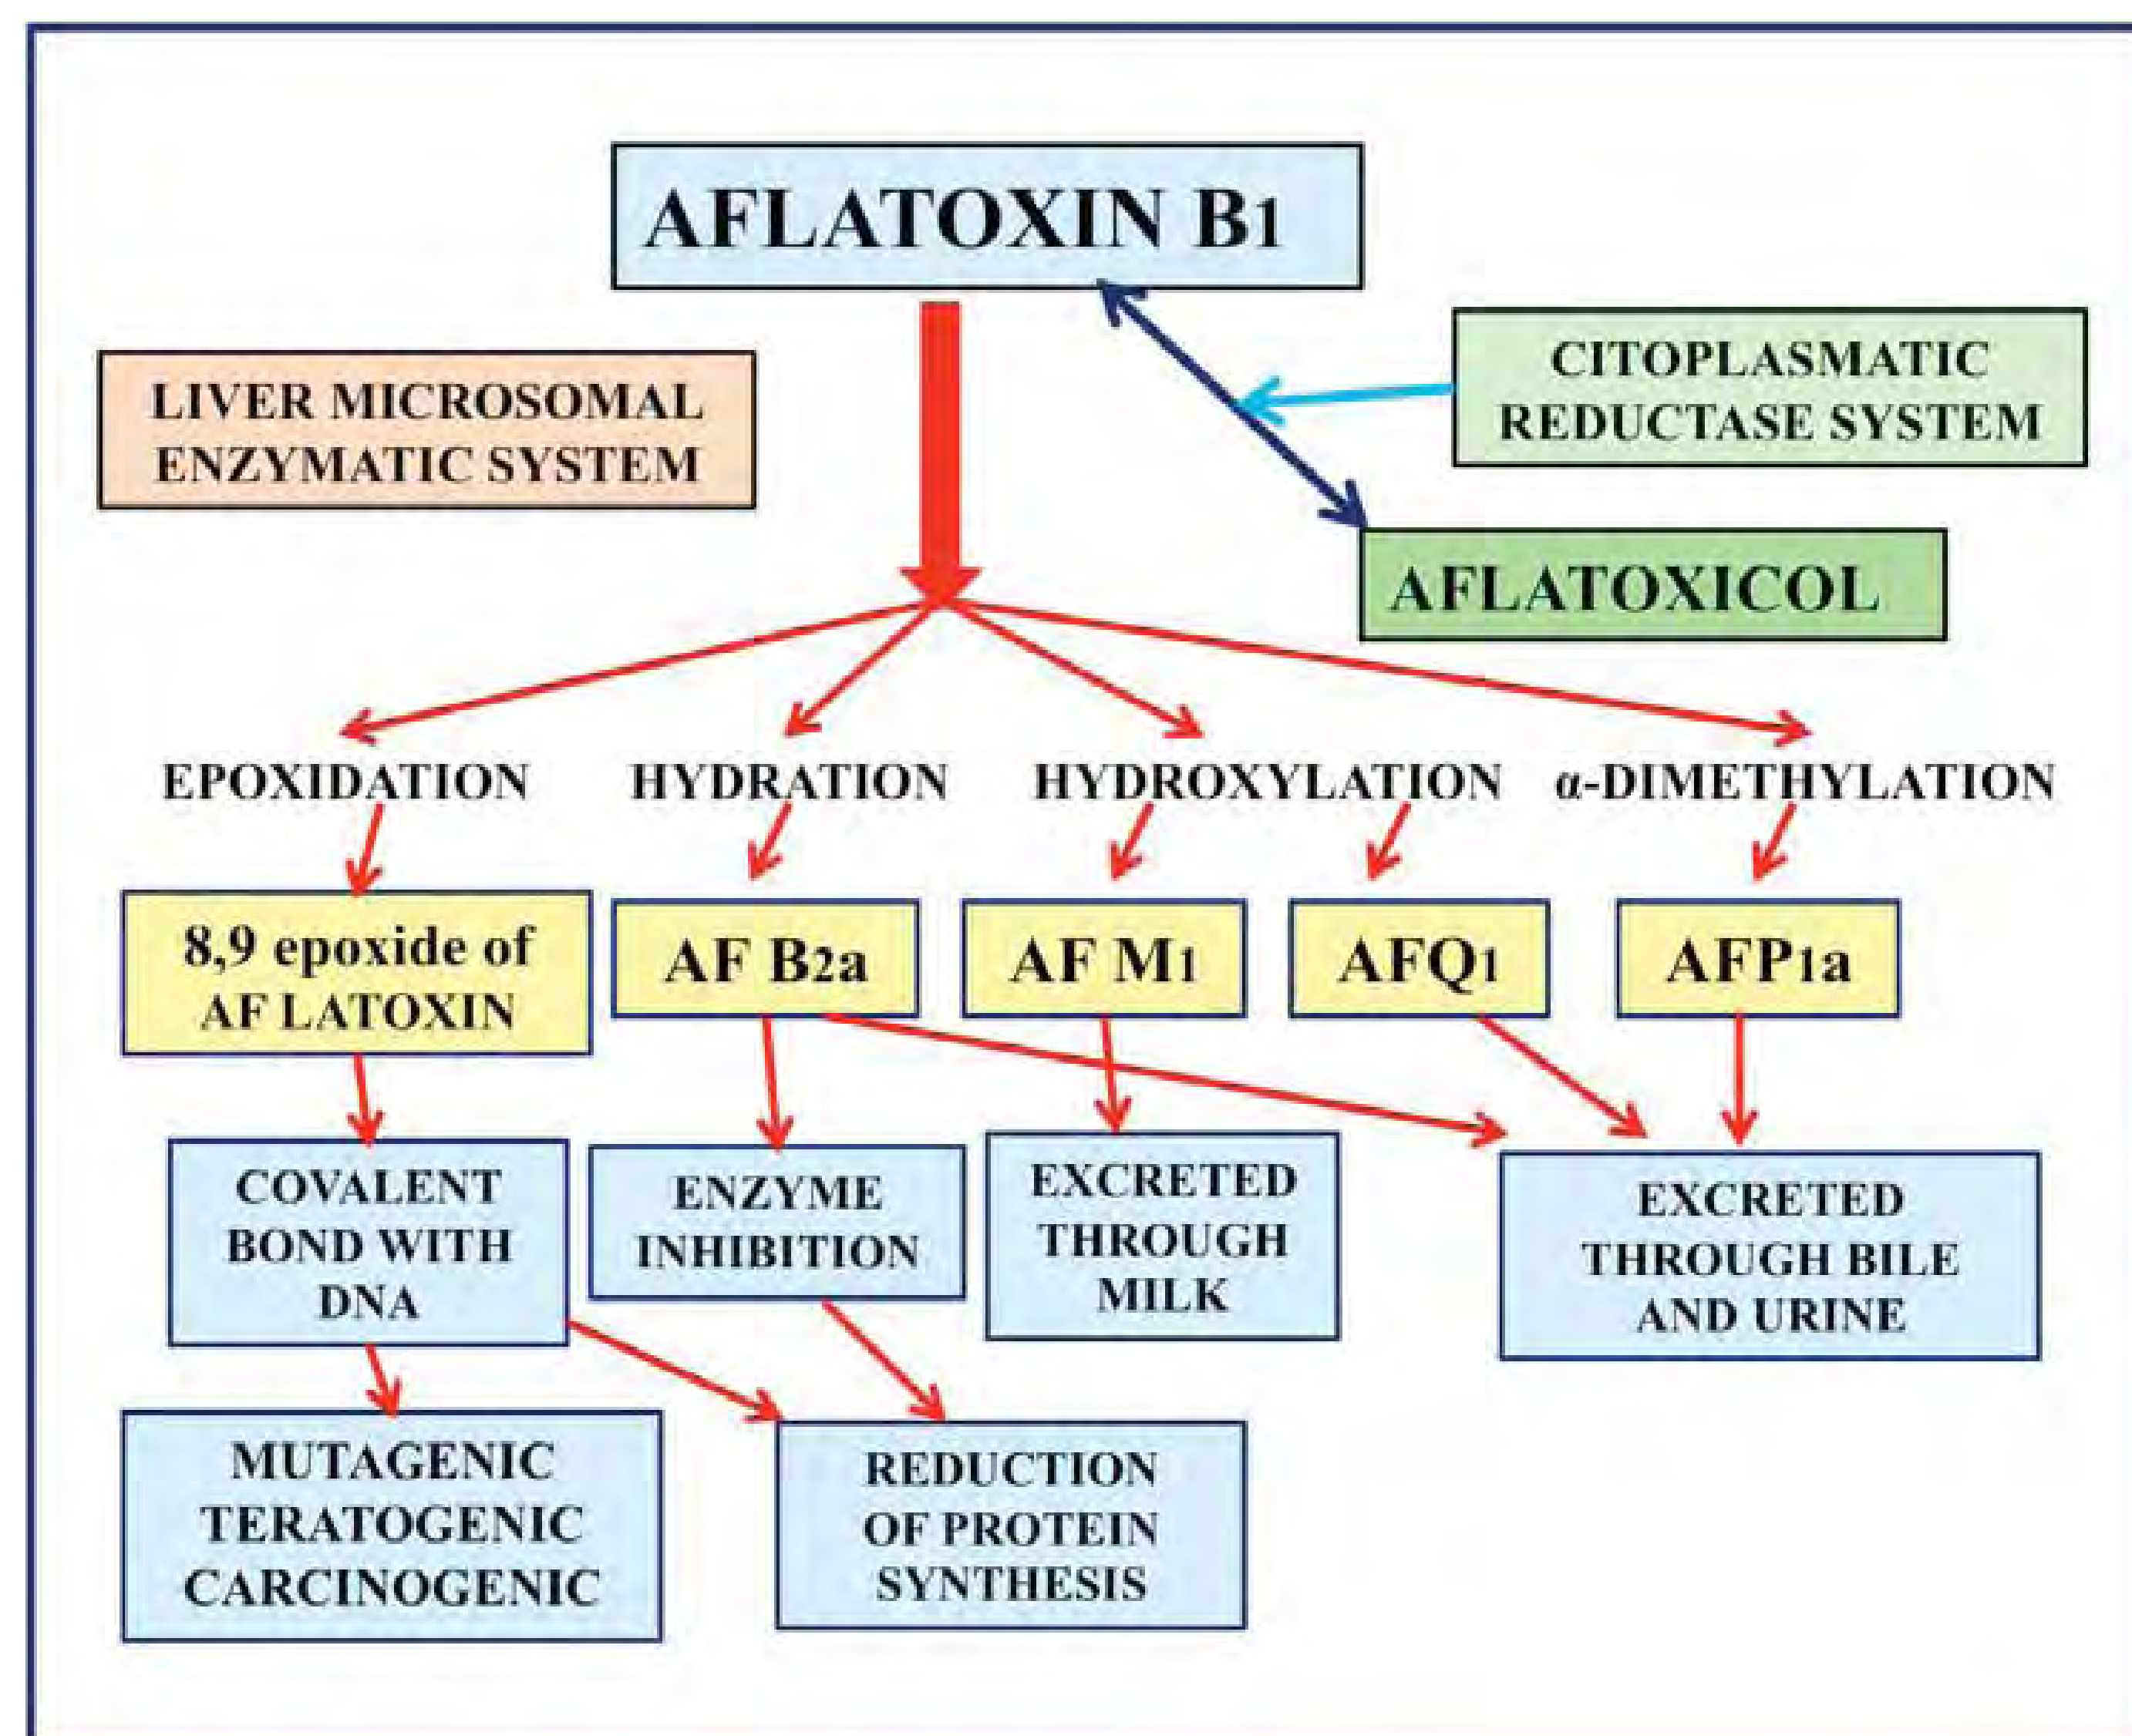 AFLATOXIN B1
LIVER MICROSOMAL
ENZYMATIC SYSTEM
CITOPLASMATIC
REDUCTASE SYSTEM
AFLATOXICOL
EPOXIDATION
HYDRATION
HYDROXYLATION
α-DIMETHYLATION
8,9 epoxide of
AF LATOXIN
AF B2a
AF M1
AFQ1
AFP1a
COVALENT
BOND WITH
DNA
ENZYME
INHIBITION
EXCRETED
THROUGH
MILK
EXCRETED
THROUGH BILE
AND URINE
MUTAGENIC
TERATOGENIC
CARCINOGENIC
REDUCTION
OF PROTEIN
SYNTHESIS